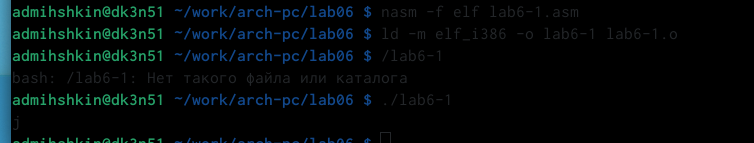 admihshkin@dk3n51 ~/work/arch-pc/lab06 $ nasm -f elf lab6-1.asm
admihshkin@dk3n51 ~/work/arch-pc/lab06 $ ld -m elf_i386 -o lab6-1 lab6-1.o
admihshkin@dk3n51 ~/work/arch-pc/lab06 $ /lab6-1
bash: /lab6-1: Нет такого файла или каталога
admihshkin@dk3n51 ~/work/arch-pc/lab06 $ ./lab6-1
j
admihshkin@dk3n51 ~/work/arch-pc/lab06 $